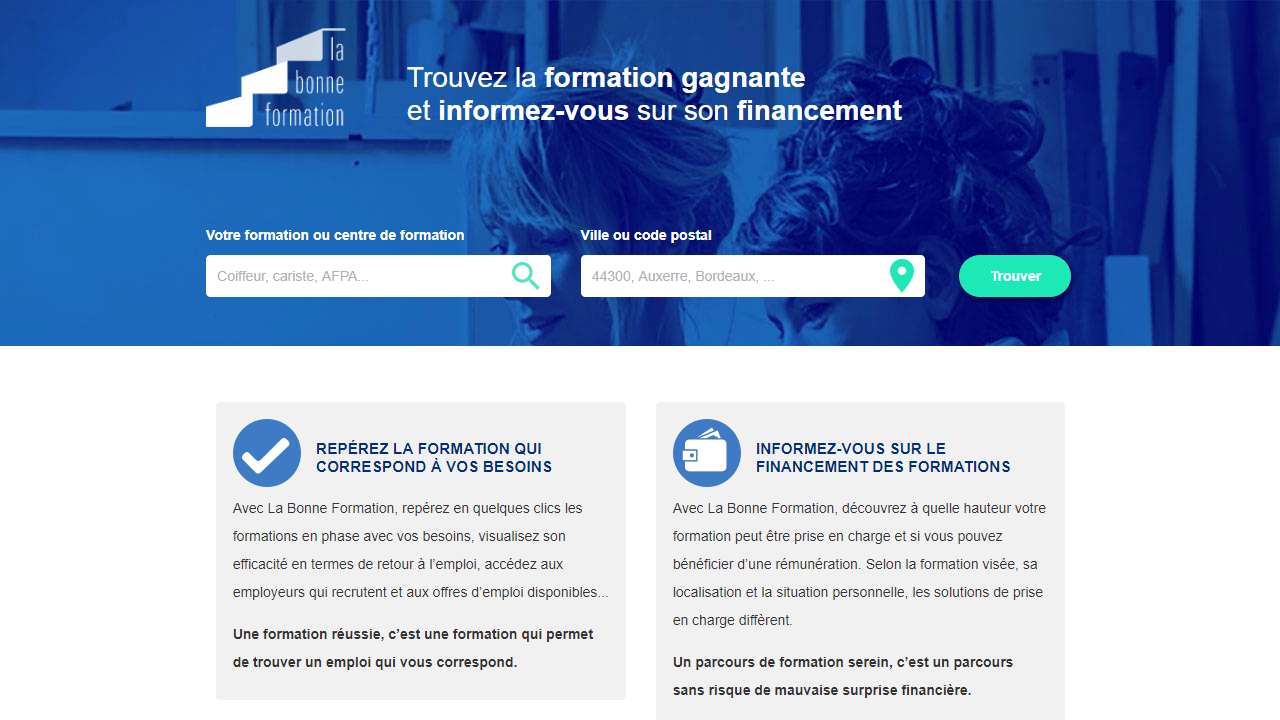 la
bonne
formation
Trouvez la formation gagnante
et informez-vous sur son financement
Votre formation ou centre de formation
Ville ou code postal
Coiffeur, cariste, AFPA...
44300, Auxerre, Bordeaux, ...
Trouver
REPÉREZ LA FORMATION QUI
CORRESPOND À VOS BESOINS
Avec La Bonne Formation, repérez en quelques clics les
formations en phase avec vos besoins, visualisez son
efficacité en termes de retour à l’emploi, accédez aux
employeurs qui recrutent et aux offres d’emploi disponibles...
Une formation réussie, c’est une formation qui permet
de trouver un emploi qui vous correspond.
INFORMEZ-VOUS SUR LE
FINANCEMENT DES FORMATIONS
Avec La Bonne Formation, découvrez à quelle hauteur votre
formation peut être prise en charge et si vous pouvez
bénéficier d’une rémunération. Selon la formation visée, sa
localisation et la situation personnelle, les solutions de prise
en charge diffèrent.
Un parcours de formation serein, c’est un parcours
sans risque de mauvaise surprise financière.